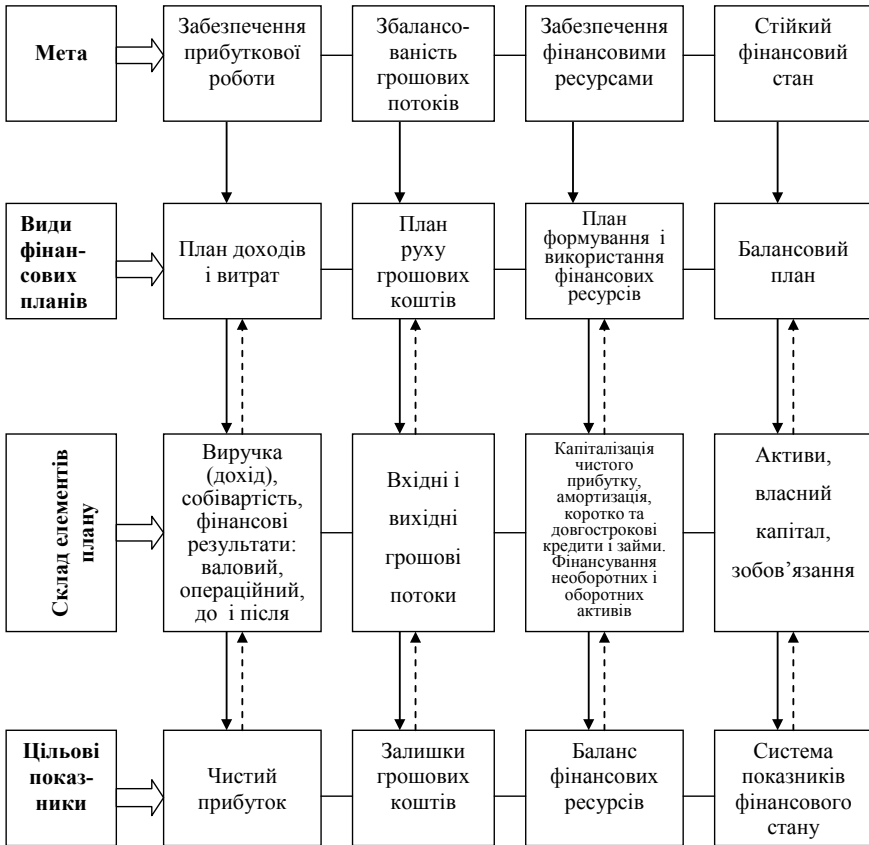 Мета
Забезпечення
прибуткової
роботи
Збалансо-
ваність
грошових
потоків
Забезпечення
фінансовими
ресурсами
Стійкий
фінансовий
стан
Види
фінан-
сових
планів
План доходів
і витрат
План
руху
грошових
коштів
План
формування і
використання
фінансових
ресурсів
Балансовий
план
Склад елементів
плану
Виручка
(дохід),
собівартість,
фінансові
результати:
валовий,
операційний,
до і після
Вхідні і
вихідні
грошові
потоки
Капіталізація
чистого
прибутку,
амортизація,
коротко та
довгострокові
кредити і займи.
Фінансування
необоротних і
оборотних
активів
Активи,
власний
капітал,
зобов’язання
Цільові
показ-
ники
Чистий
прибуток
Залишки
грошових
коштів
Баланс
фінансових
ресурсів
Система
показників
фінансового
стану